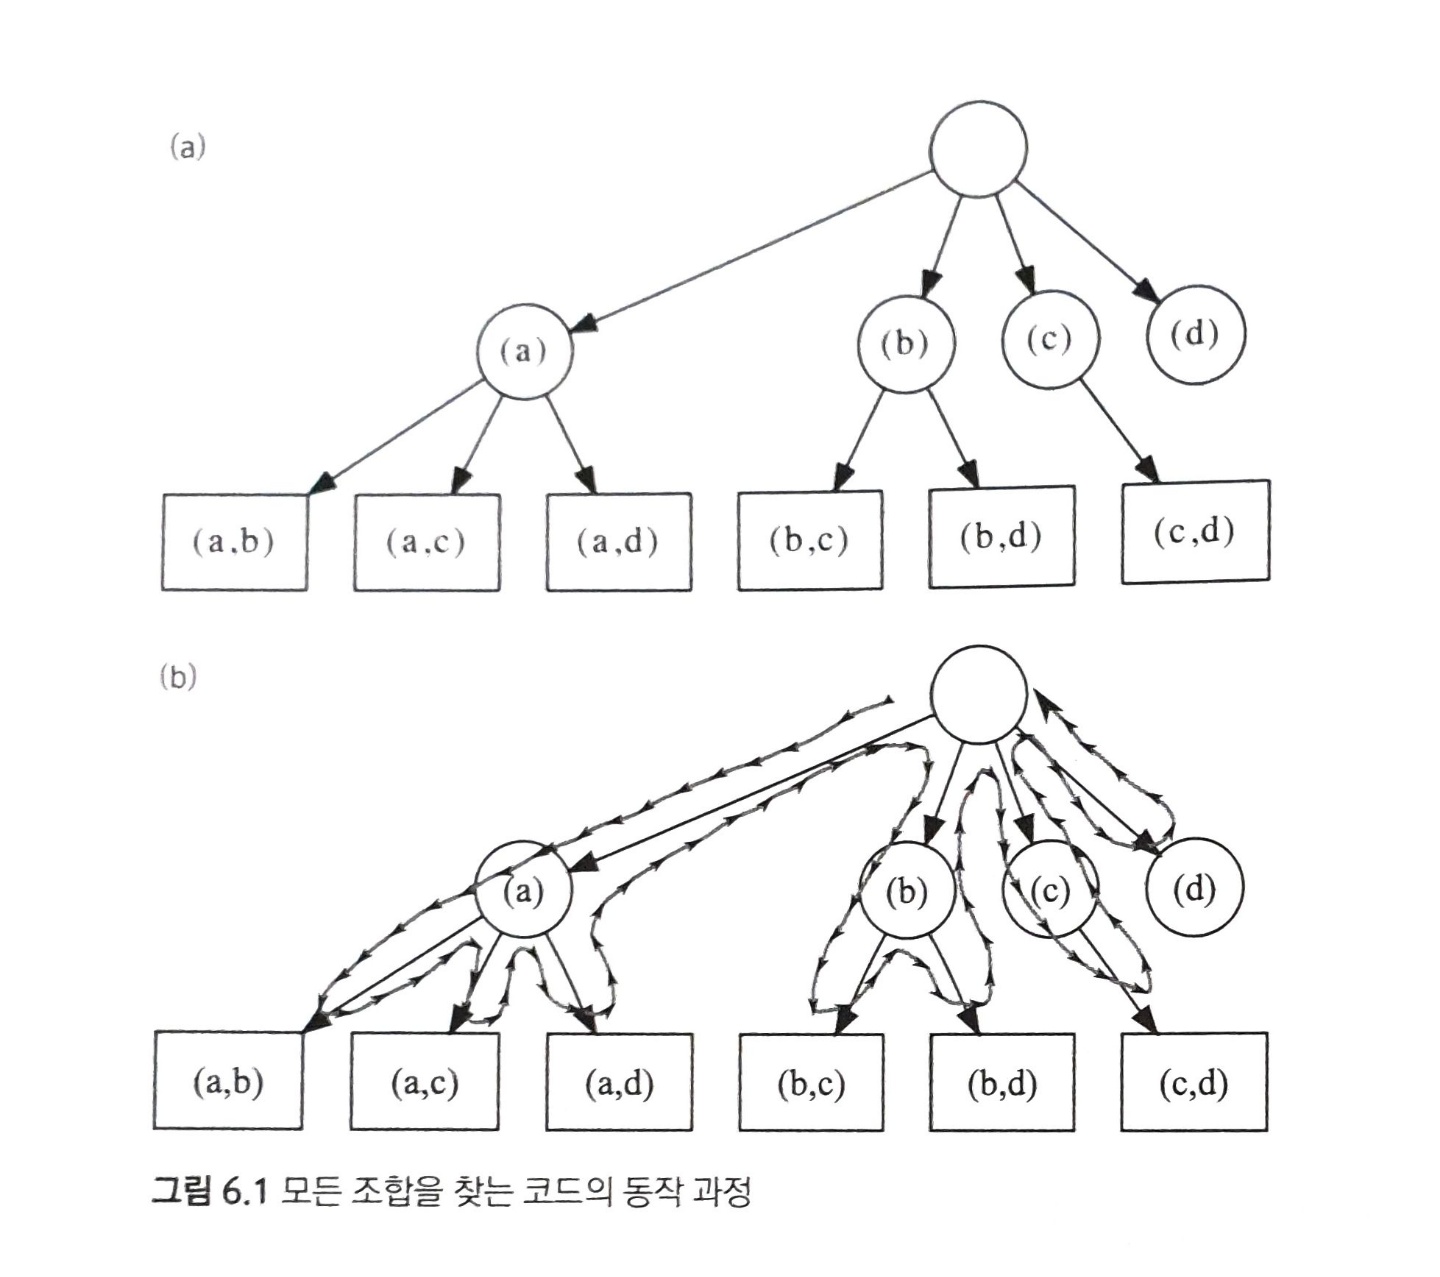 (a)
(a) (b) (c) (d)
(a,b) (a,c) (a,d) (b,c) (b,d) (c,d)
(b)
(a) (b) (c) (d)
(a,b) (a,c) (a,d) (b,c) (b,d) (c,d)
그림 6.1 모든 조합을 찾는 코드의 동작 과정